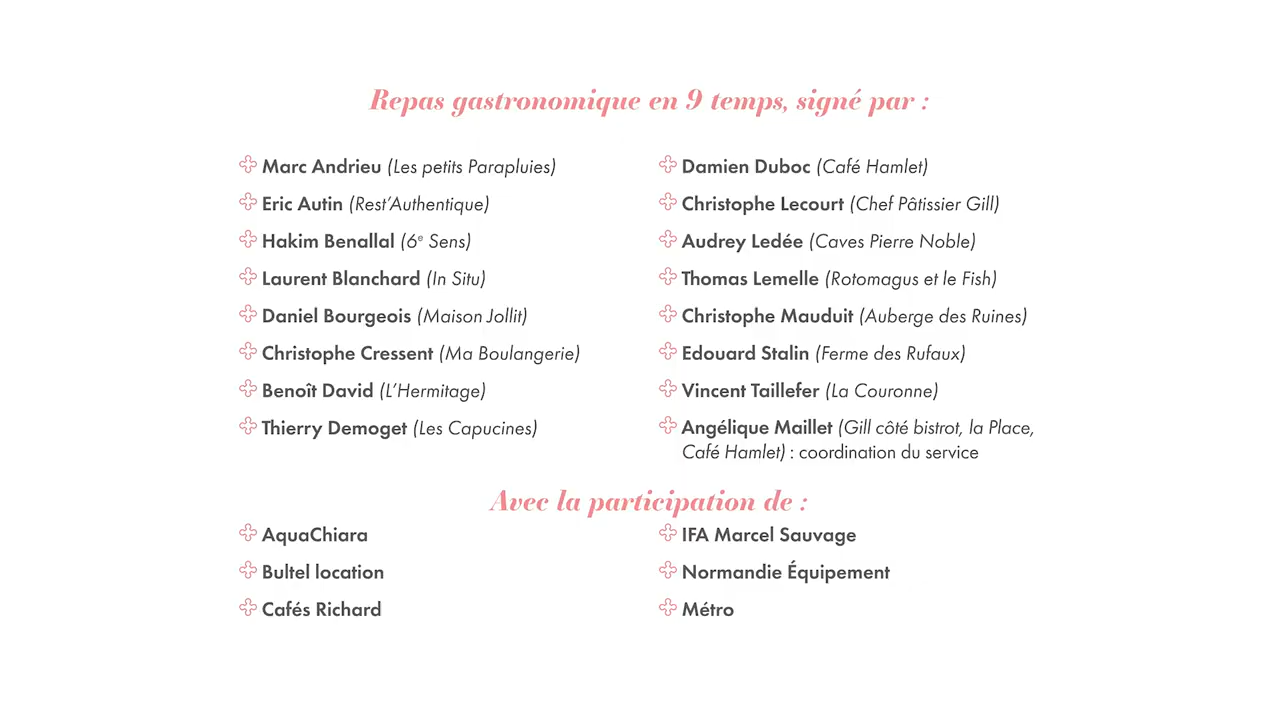 Repas gastronomique en 9 temps, signé par :
Marc Andrieu (Les petits Parapluies)
Eric Autin (Rest’Authentique)
Hakim Benallal (6e Sens)
Laurent Blanchard (In Situ)
Daniel Bourgeois (Maison Jollit)
Christophe Cressent (Ma Boulangerie)
Benoît David (L’Hermitage)
Thierry Demoget (Les Capucines)
Damien Duboc (Café Hamlet)
Christophe Lecourt (Chef Pâtissier Gill)
Audrey Ledée (Caves Pierre Noble)
Thomas Lemelle (Rotomagus et le Fish)
Christophe Mauduit (Auberge des Ruines)
Edouard Stalin (Ferme des Rufaux)
Vincent Taillefer (La Couronne)
Angélique Maillet (Gill côté bistrot, la Place,
Café Hamlet) : coordination du service
Avec la participation de :
AquaChiara
Bultel location
Cafés Richard
IFA Marcel Sauvage
Normandie Équipement
Métro